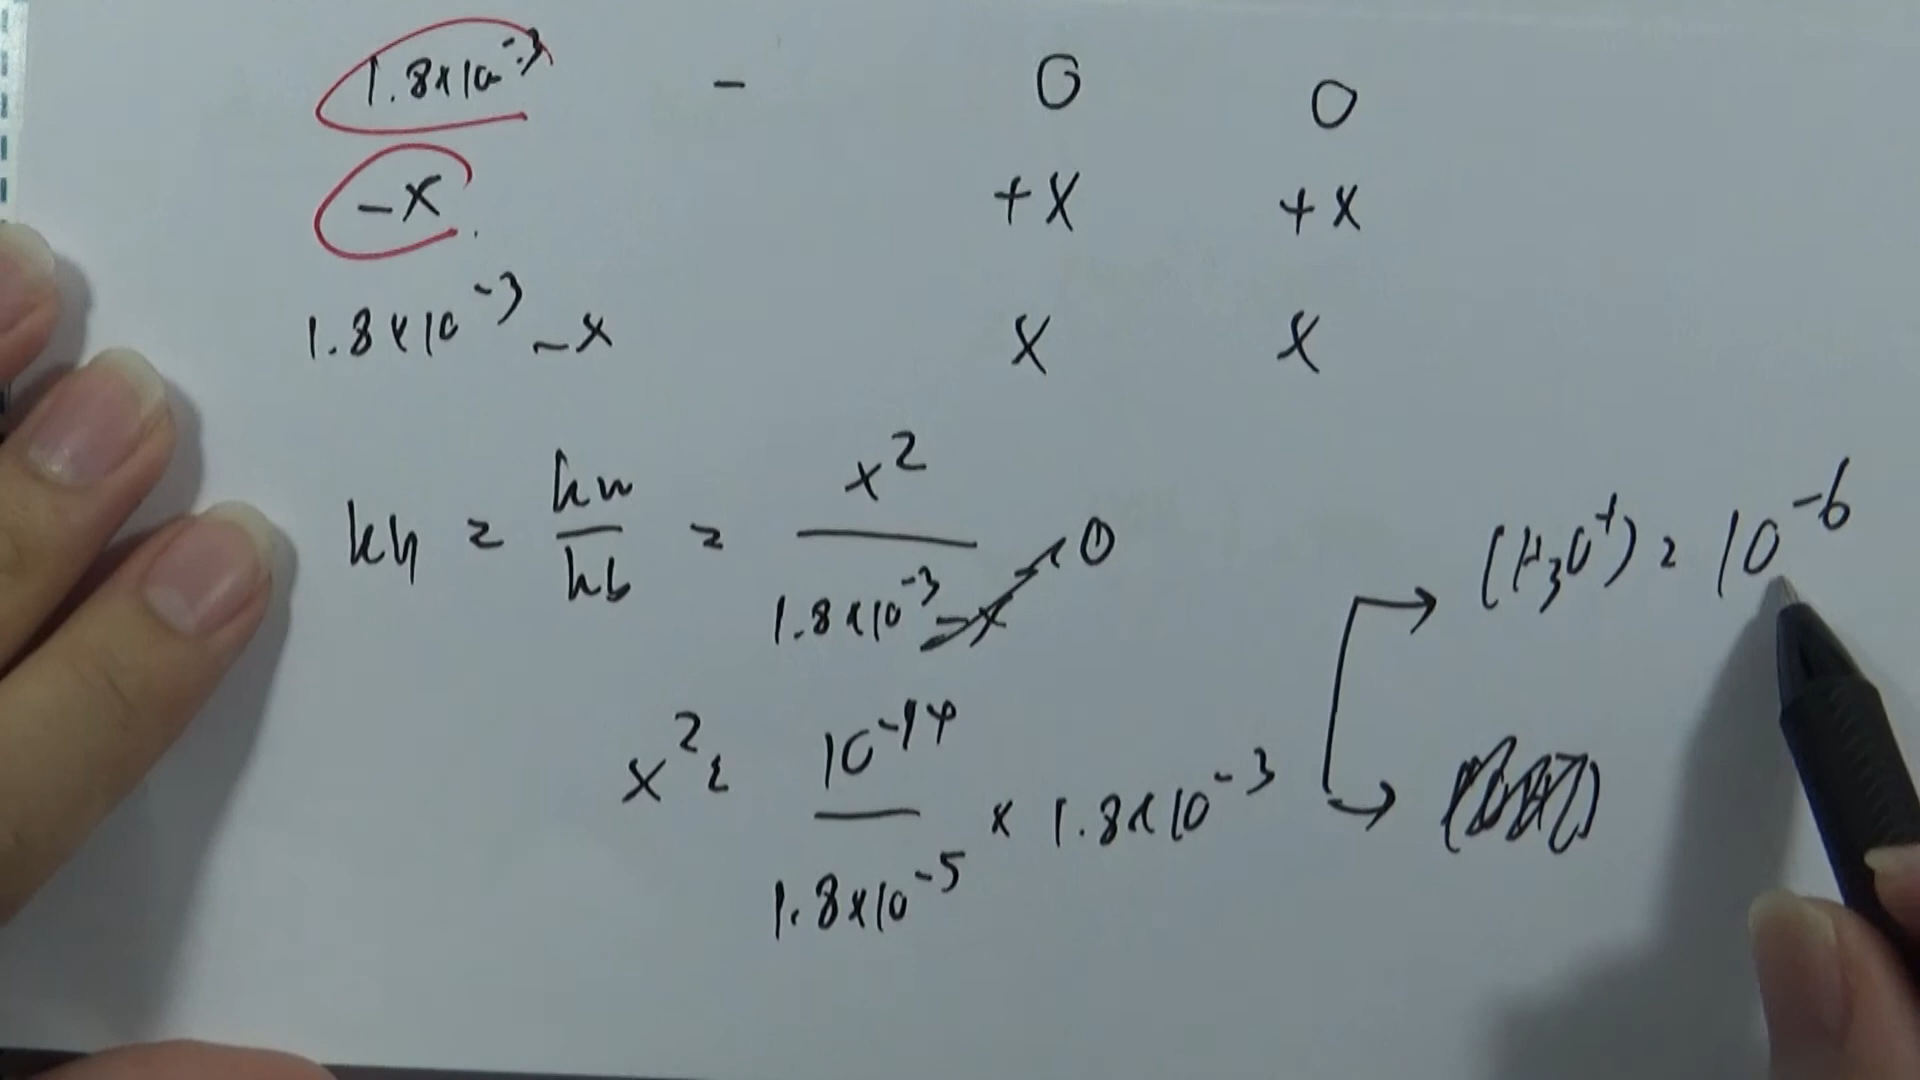 1.8×10⁻³ - 0 0
-x +x +x
1.8×10⁻³ -x x x
kh = kw/kb = x²/1.8×10⁻³-x 0
(H₃O⁺) = 10⁻⁶
x² = 10⁻¹⁴/1.8×10⁻⁵ × 1.8×10⁻³